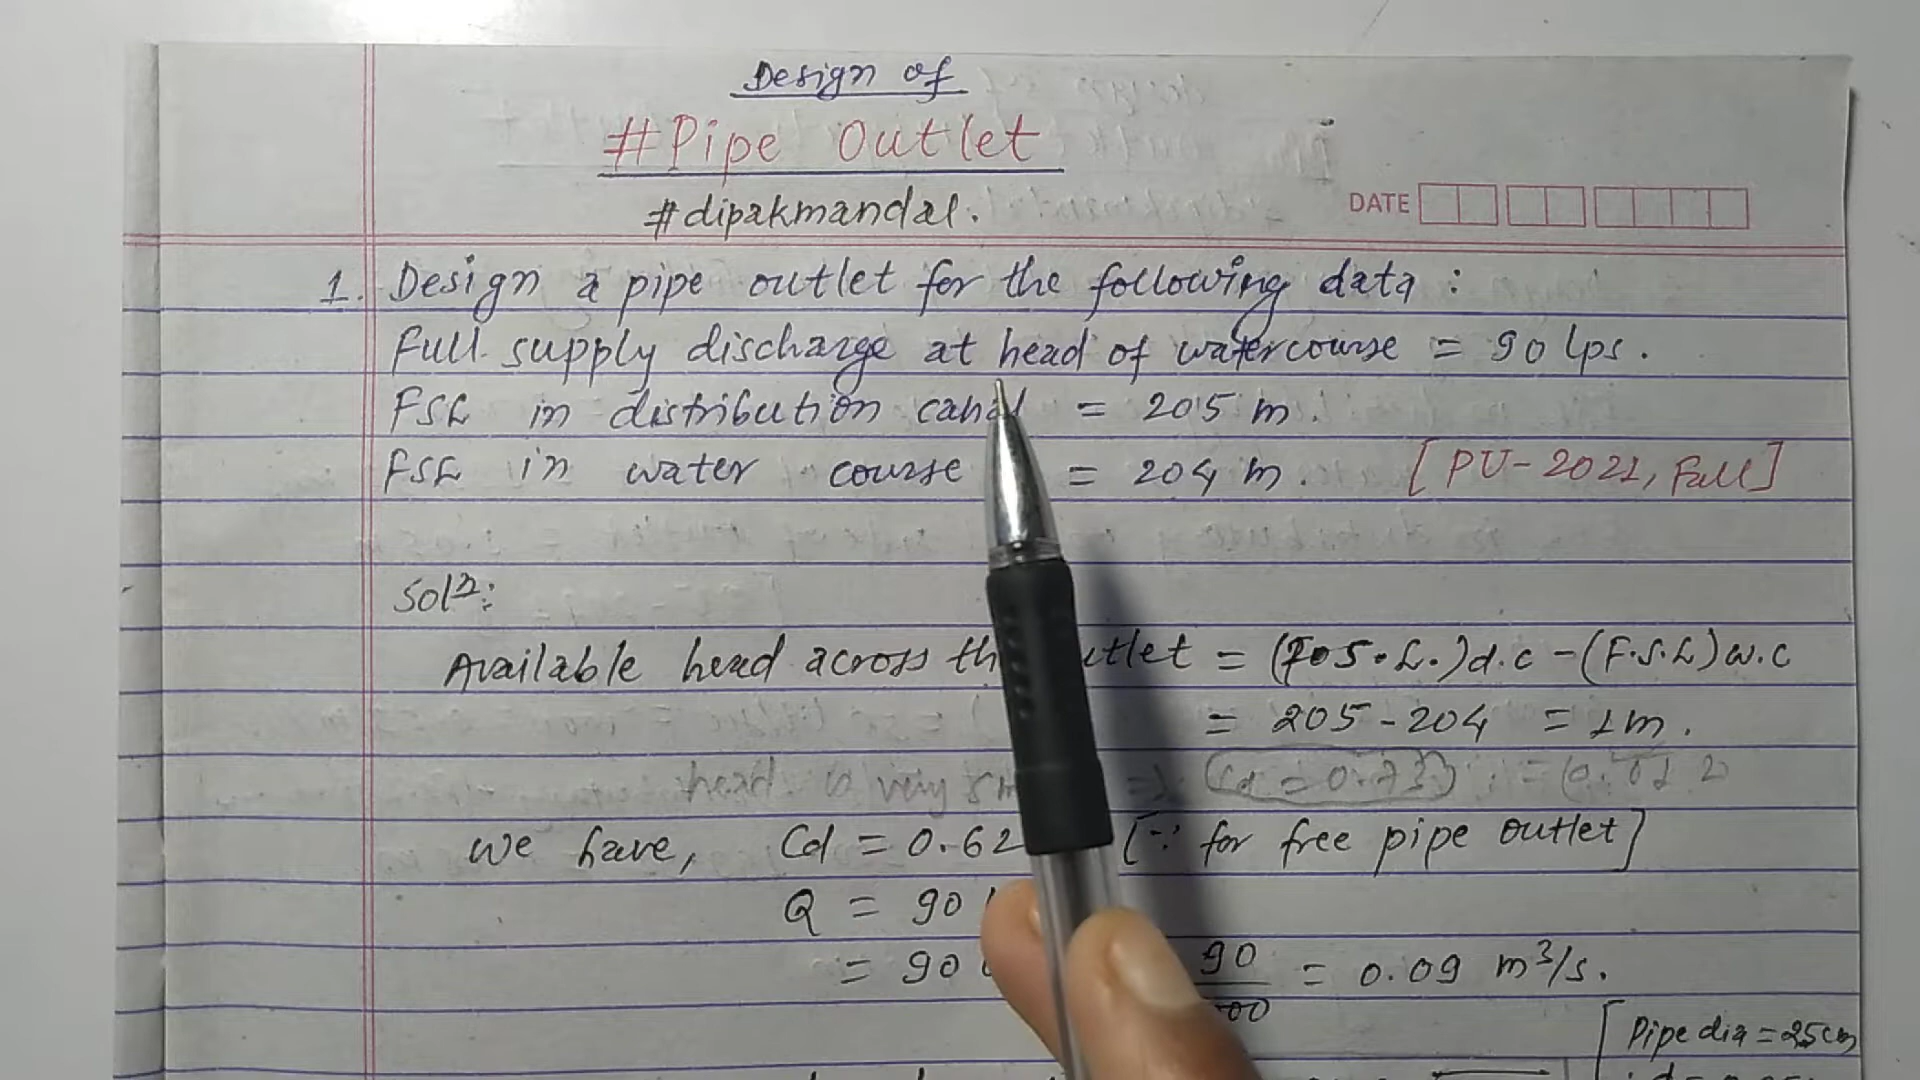 Design of
#Pipe Outlet
#dipakmandal.
DATE
1. Design a pipe outlet for the following data :
Full supply discharge at head of watercourse = 90 lps.
FSL in distribution canal = 205 m.
FSL in water course = 204 m. [PU-2021, Fall]
Solⁿ:
Available head across outlet = (F.S.L.)d.c - (F.S.L)w.c
= 205 - 204 = 1m.
We have, Cd = 0.62 [∵ for free pipe outlet]
Q = 90
= 90 90 = 0.09 m³/s.
Pipe dia = 25cm